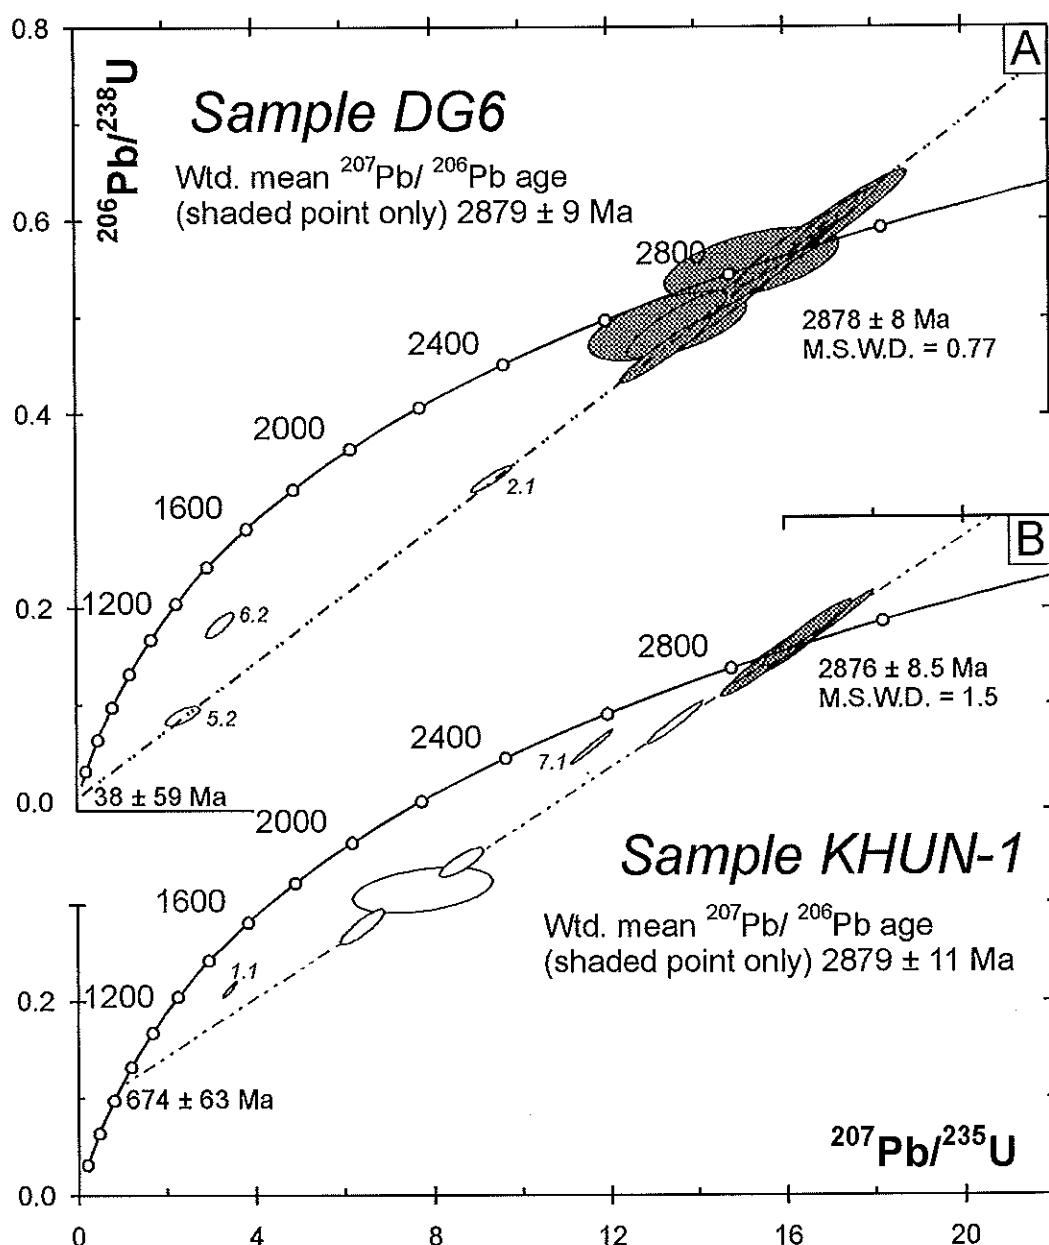 0.8
A
206Pb/238U
Sample DG6
Wtd. mean 207Pb/ 206Pb age
(shaded point only) 2879 ± 9 Ma
0.6
2800
2878 ± 8 Ma
M.S.W.D. = 0.77
2400
0.4
2000
2.1
1600
B
0.2
1200
6.2
2800
2876 ± 8.5 Ma
M.S.W.D. = 1.5
5.2
2400
7.1
0.0
38 ± 59 Ma
2000
Sample KHUN-1
1600
Wtd. mean 207Pb/ 206Pb age
(shaded point only) 2879 ± 11 Ma
1.1
0.2
1200
674 ± 63 Ma
207Pb/235U
0.0
0 4 8 12 16 20